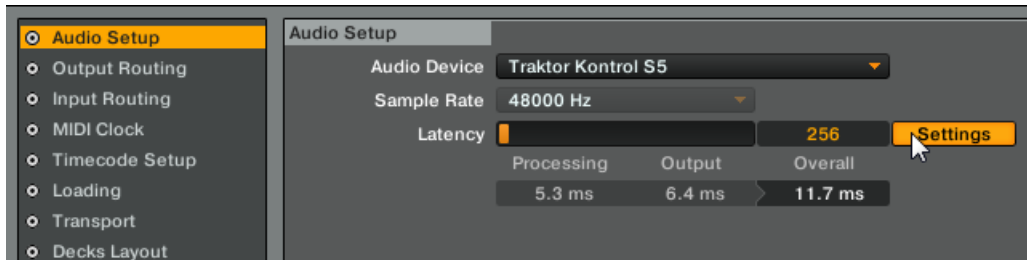 Audio Setup
Output Routing
Input Routing
MIDI Clock
Timecode Setup
Loading
Transport
Decks Layout
Audio Setup
Audio Device Traktor Kontrol S5
Sample Rate 48000 Hz
Latency 256 Settings
Processing Output Overall
5.3 ms 6.4 ms 11.7 ms